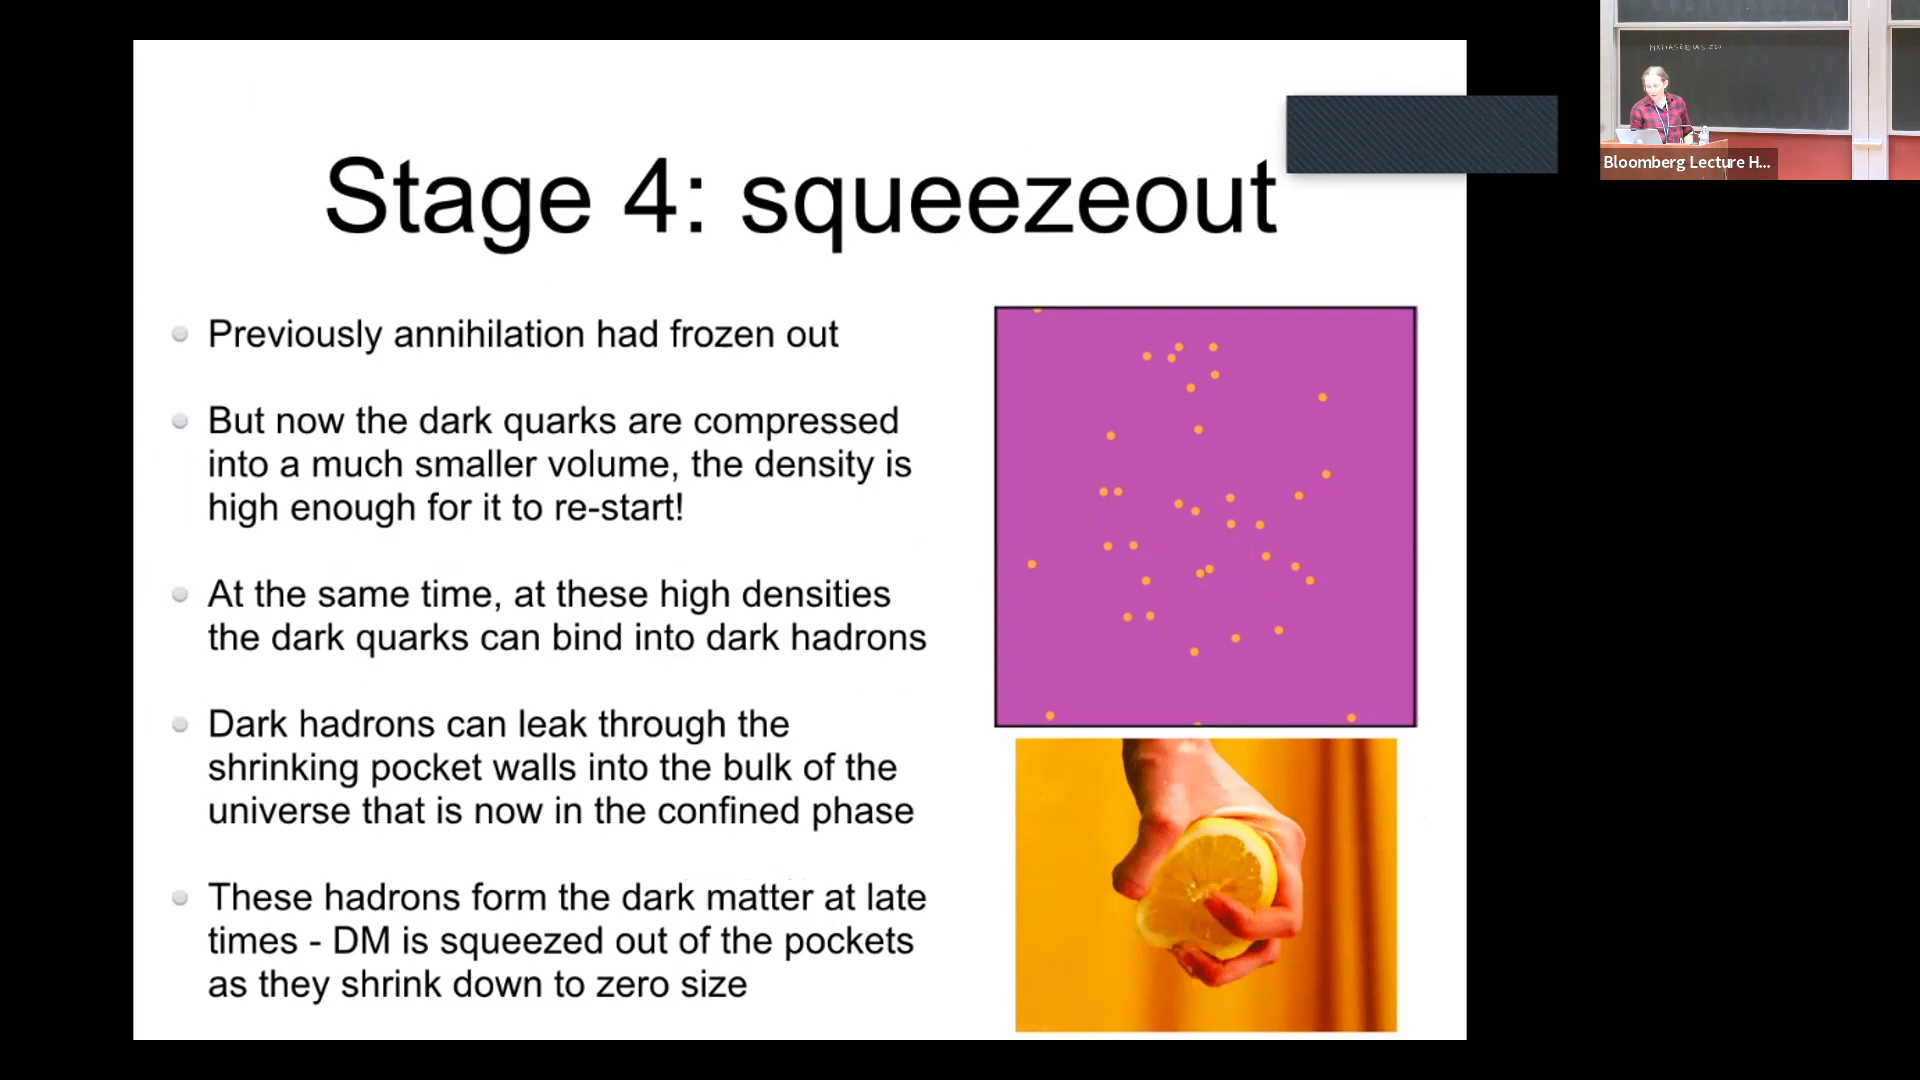 Stage 4: squeezeout
Previously annihilation had frozen out
But now the dark quarks are compressed
into a much smaller volume, the density is
high enough for it to re-start!
At the same time, at these high densities
the dark quarks can bind into dark hadrons
Dark hadrons can leak through the
shrinking pocket walls into the bulk of the
universe that is now in the confined phase
These hadrons form the dark matter at late
times - DM is squeezed out of the pockets
as they shrink down to zero size
Bloomberg Lecture H...